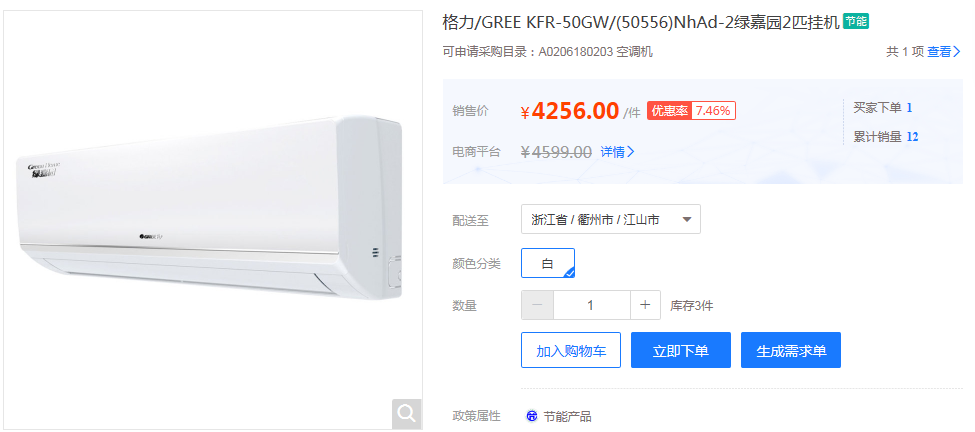 格力/GREE KFR-50GW/(50556)NhAd-2绿嘉园2匹挂机 节能
可申请采购目录：A0206180203 空调机 共 1 项 查看
销售价 ￥4256.00 /件 优惠率 7.46% 买家下单 1
累计销量 12
电商平台 ￥4599.00 详情
配送至 浙江省 / 衢州市 / 江山市
颜色分类 白
数量 － 1 + 库存3件
加入购物车 立即下单 生成需求单
政策属性 节能产品